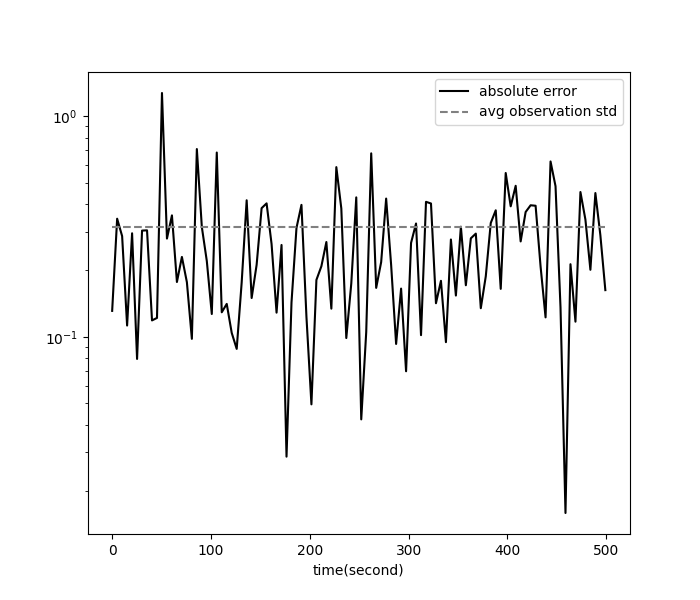 absolute error
avg observation std
10⁰
10⁻¹
0 100 200 300 400 500
time(second)